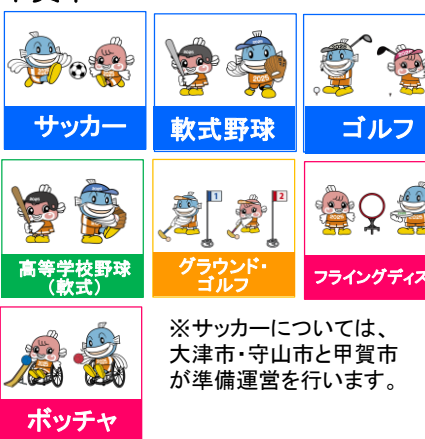 サッカー
軟式野球
ゴルフ
高等学校野球
(軟式)
グラウンド・
ゴルフ
フライングディス
ボッチャ
※サッカーについては、
大津市・守山市と甲賀市
が準備運営を行います。